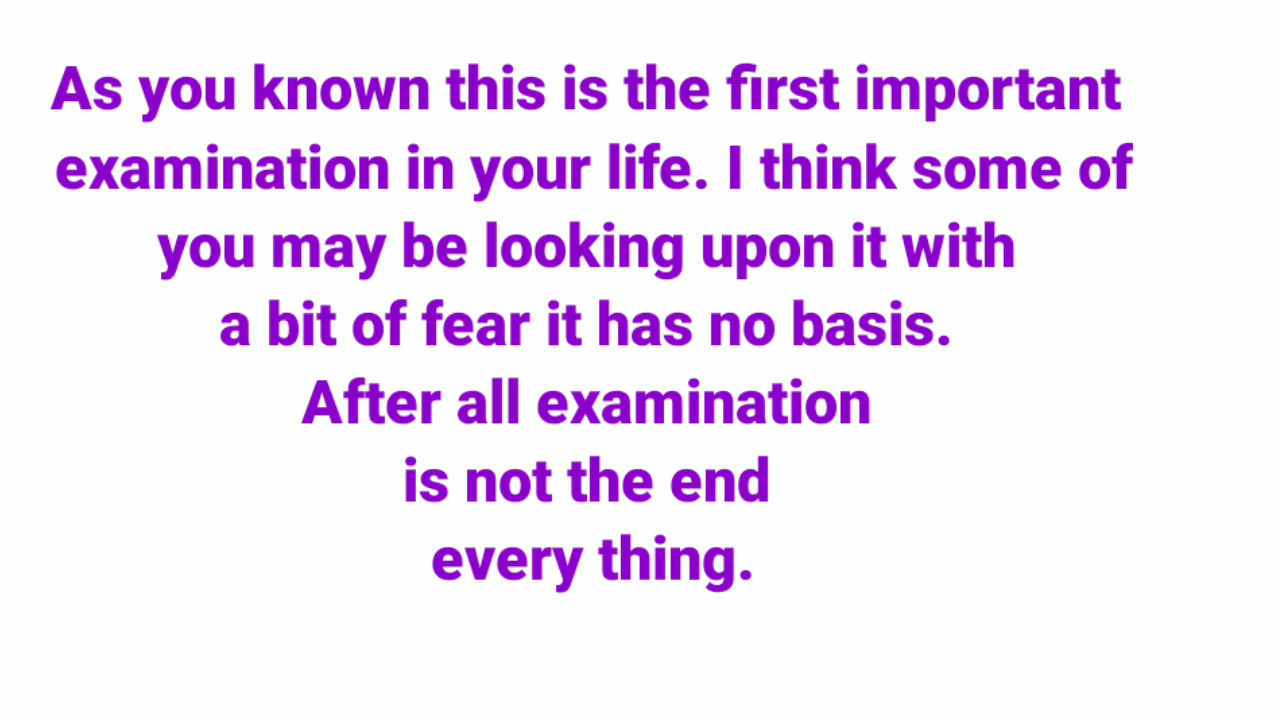 As you known this is the first important
examination in your life. I think some of
you may be looking upon it with
a bit of fear it has no basis.
After all examination
is not the end
every thing.